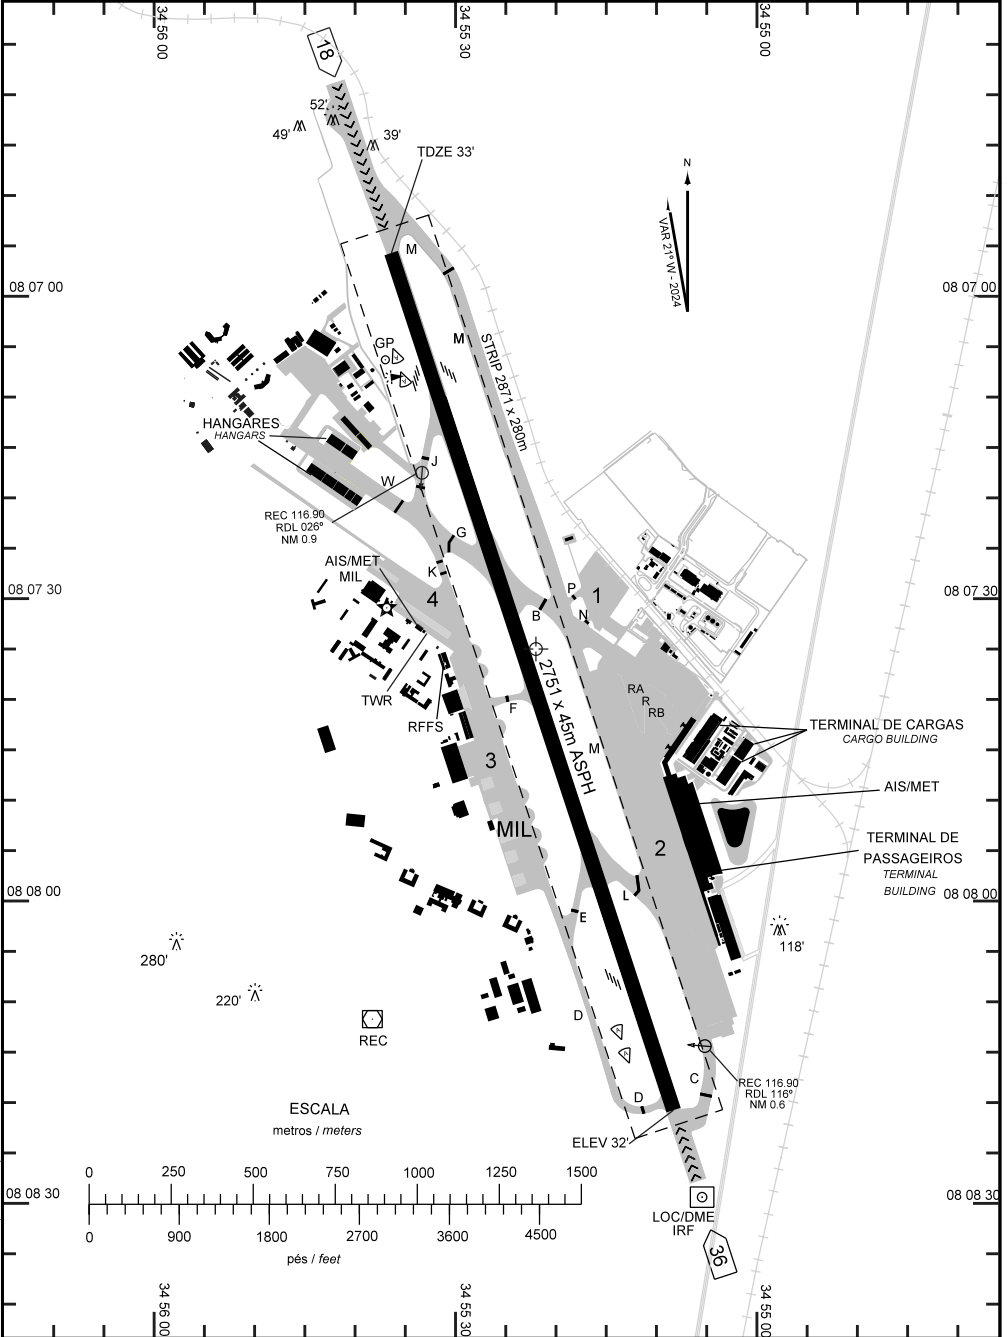 34 56 00
34 55 30
34 55 00
18
52'
49'
39'
TDZE 33'
N
VAR 21º W - 2024
M
08 07 00
08 07 00
M
STRIP 2871 x 280m
GP
HANGARES
HANGARS
J
W
REC 116.90
RDL 026º
NM 0.9
G
AIS/MET
MIL
K
08 07 30
08 07 30
4
P
1
B
N
2751 x 45m ASPH
TWR
RFFS
F
RA
R
RB
M
TERMINAL DE CARGAS
CARGO BUILDING
3
AIS/MET
MIL
2
TERMINAL DE
PASSAGEIROS
TERMINAL
BUILDING
08 08 00
08 08 00
L
E
118'
280'
220'
D
REC
C
REC 116.90
RDL 116º
NM 0.6
D
ESCALA
metros / meters
ELEV 32'
0 250 500 750 1000 1250 1500
0 900 1800 2700 3600 4500
pés / feet
08 08 30
08 08 30
LOC/DME
IRF
36
34 56 00
34 55 30
34 55 00